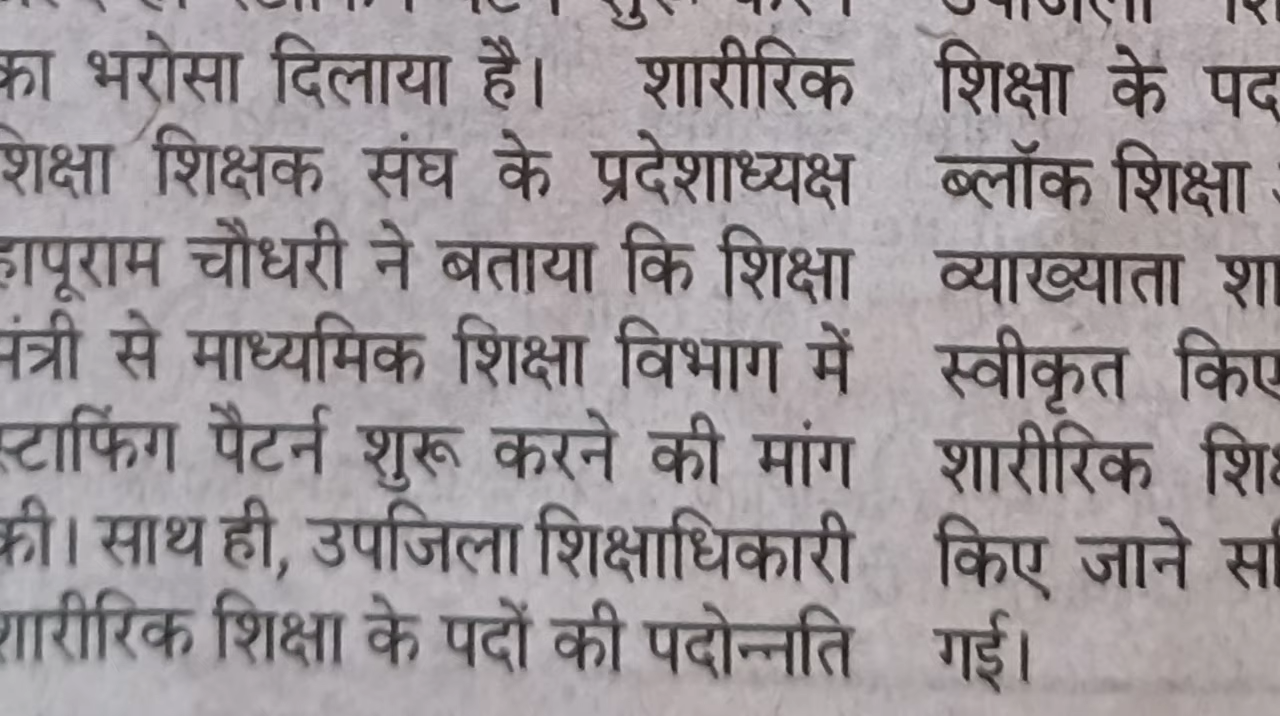 का भरोसा दिलाया है। शारीरिक
शिक्षा शिक्षक संघ के प्रदेशाध्यक्ष
हापूराम चौधरी ने बताया कि शिक्षा
मंत्री से माध्यमिक शिक्षा विभाग में
स्टाफिंग पैटर्न शुरू करने की मांग
की। साथ ही, उपजिला शिक्षाधिकारी
शारीरिक शिक्षा के पदों की पदोन्नति
शिक्षा के पद
ब्लॉक शिक्षा
व्याख्याता शा
स्वीकृत किए
शारीरिक शि
किए जाने स
गई।